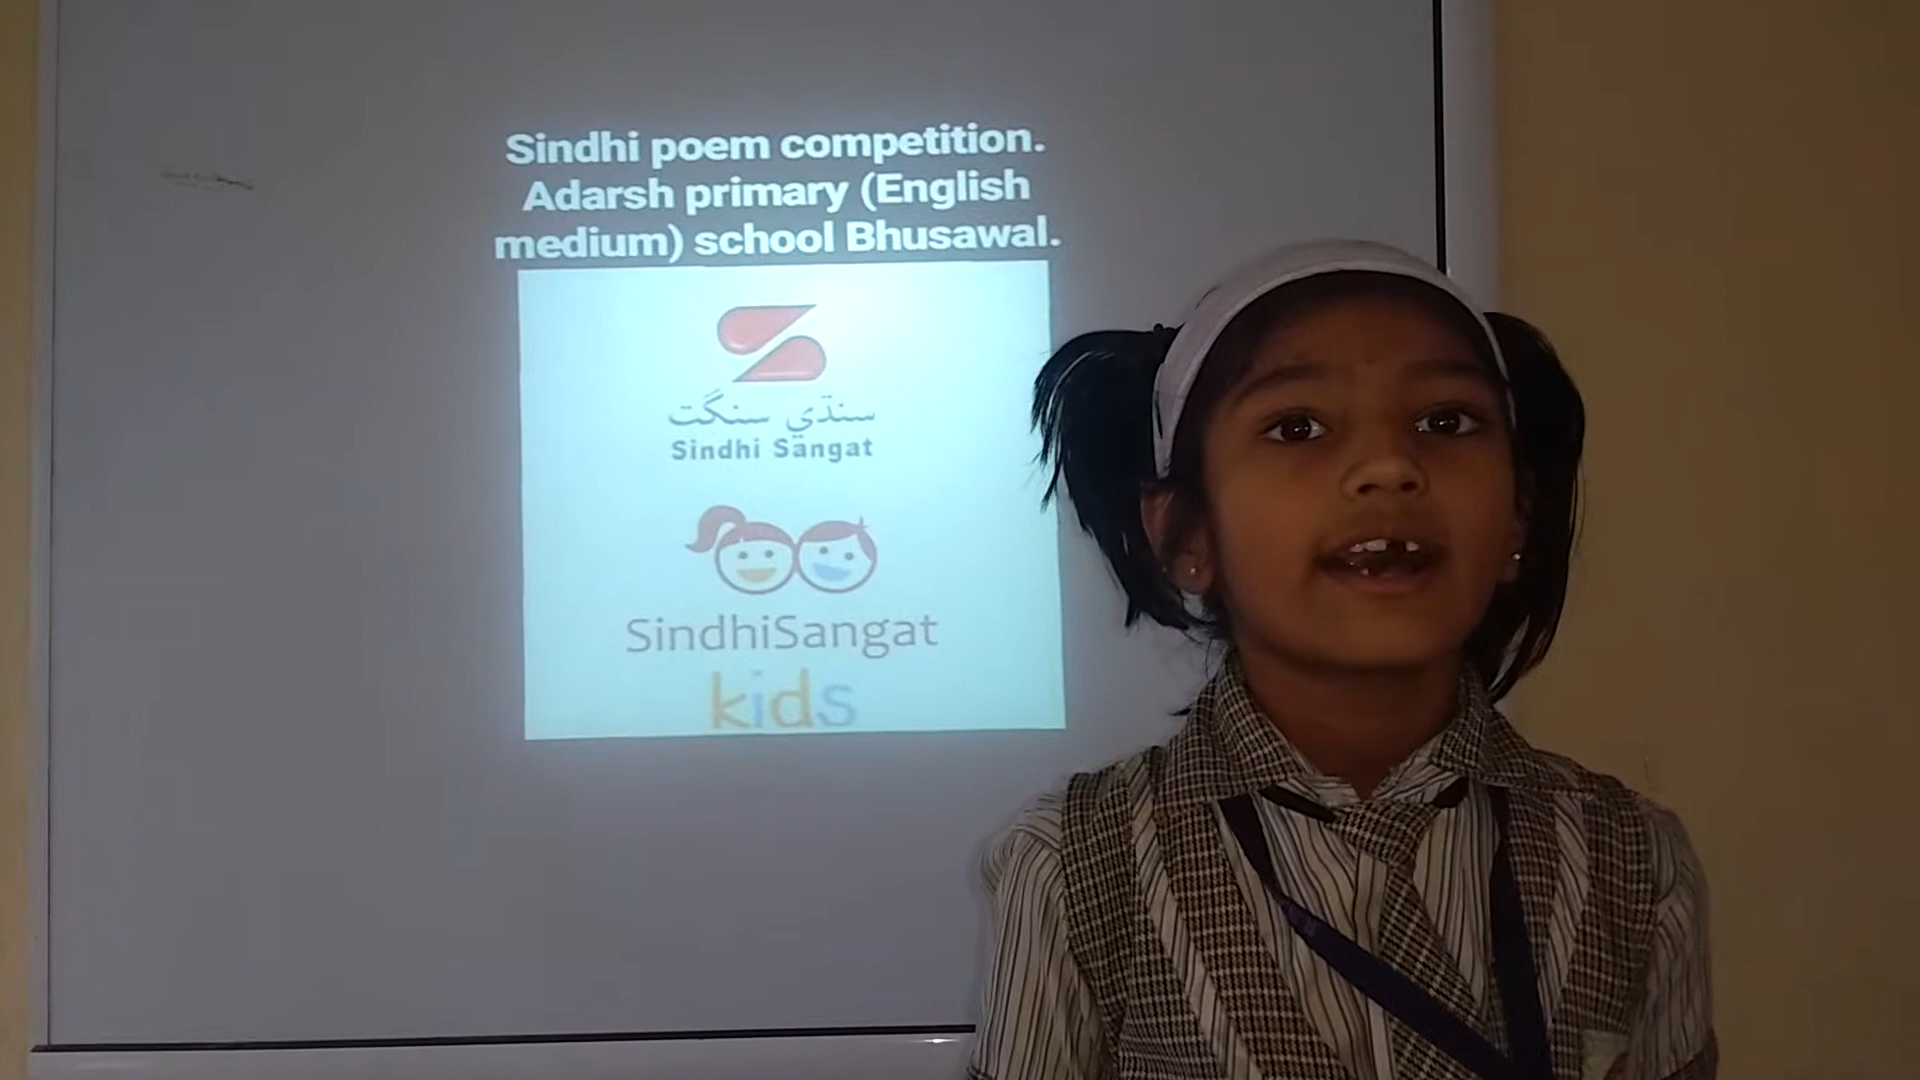 Sindhi poem competition.
Adarsh primary (English
medium) school Bhusawal.
سنڌي سنگت
Sindhi Sangat
SindhiSangat
kids